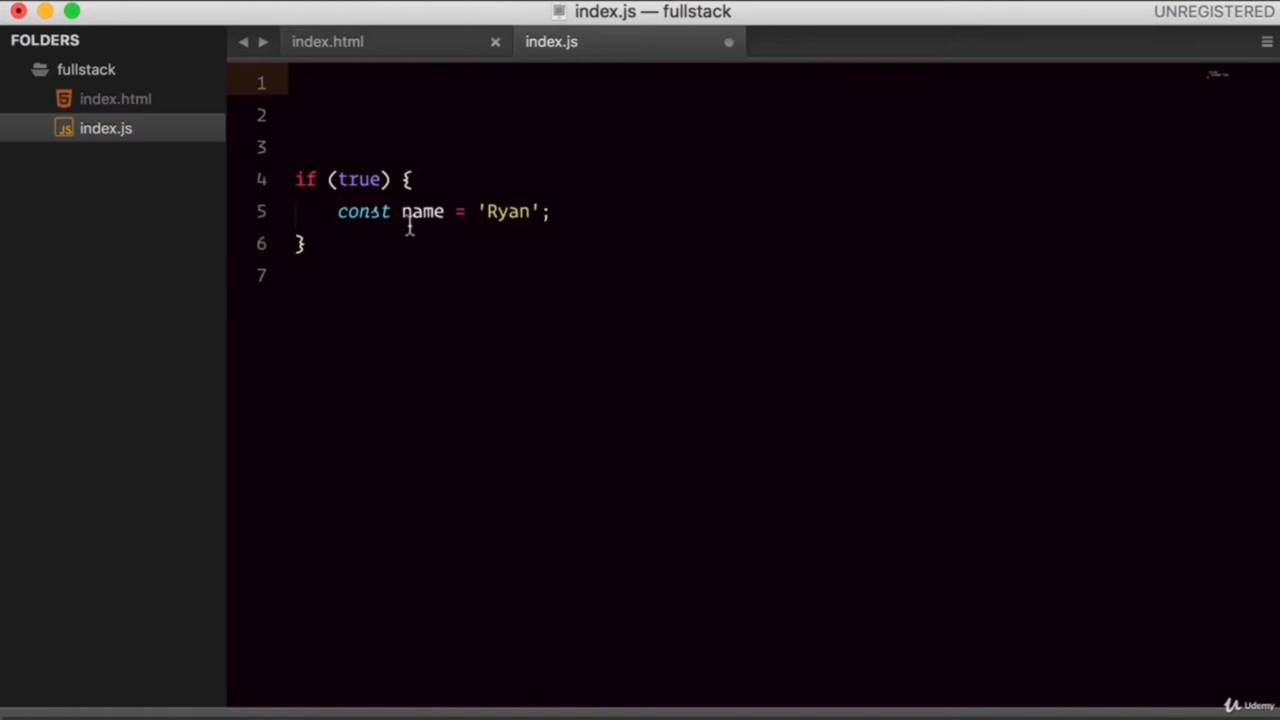 index.js — fullstack
UNREGISTERED
FOLDERS
index.html
index.js
fullstack
index.html
index.js
1
2
3
4 if (true) {
5 const name = 'Ryan';
6 }
7
Udemy